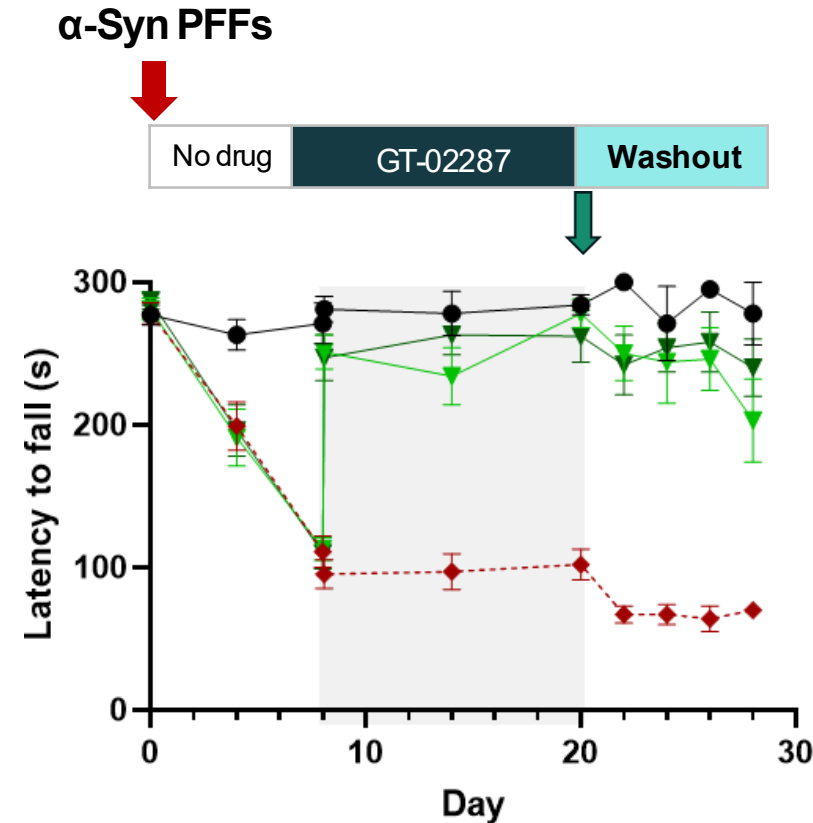 α-Syn PFFs
No drug
GT-02287
Washout
300
200
100
0
Latency to fall (s)
0
10
20
30
Day